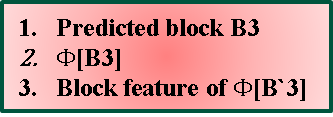 1. Predicted block B3
2. Φ[B3]
3. Block feature of Φ[B`3]